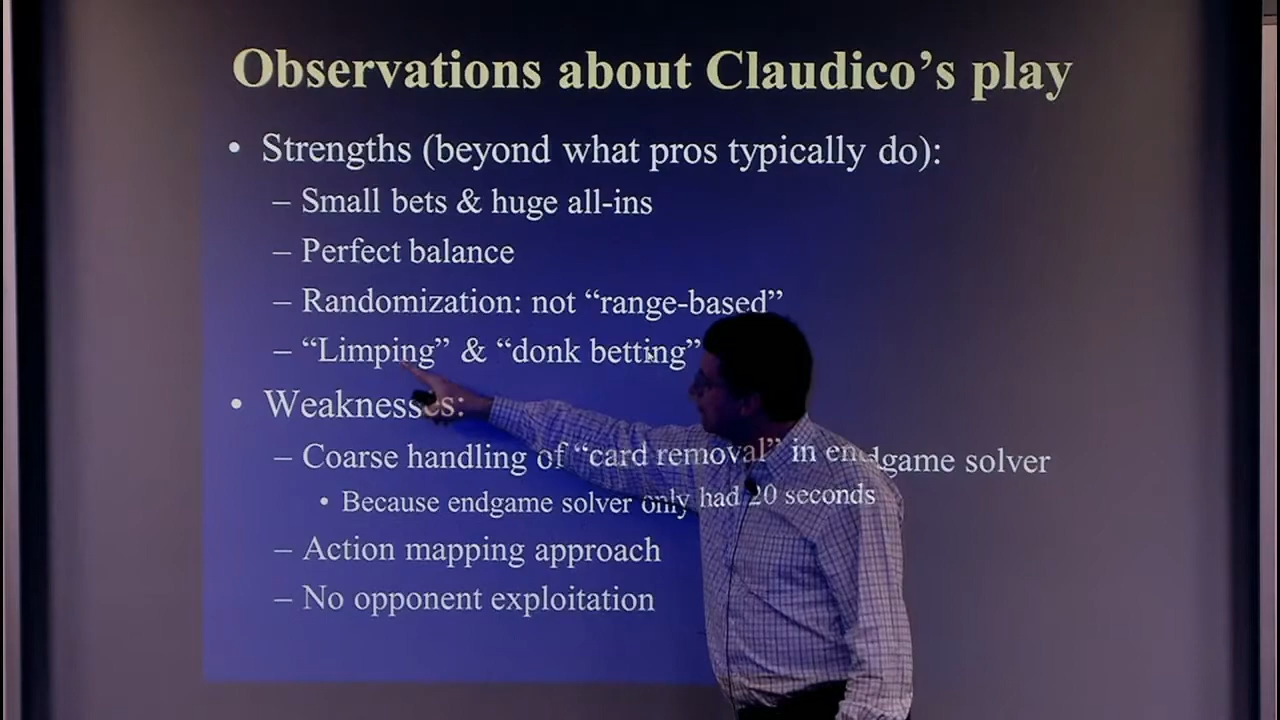 Observations about Claudico’s play
• Strengths (beyond what pros typically do):
– Small bets & huge all-ins
– Perfect balance
– Randomization: not “range-based”
– “Limping” & “donk betting”
• Weaknesses:
– Coarse handling of “card removal” in endgame solver
• Because endgame solver only had 20 seconds
– Action mapping approach
– No opponent exploitation